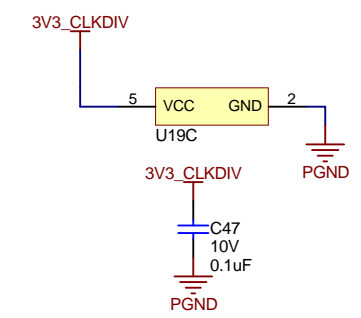 3V3_CLKDIV
5 VCC GND 2
U19C
PGND
3V3_CLKDIV
C47
10V
0.1uF
PGND